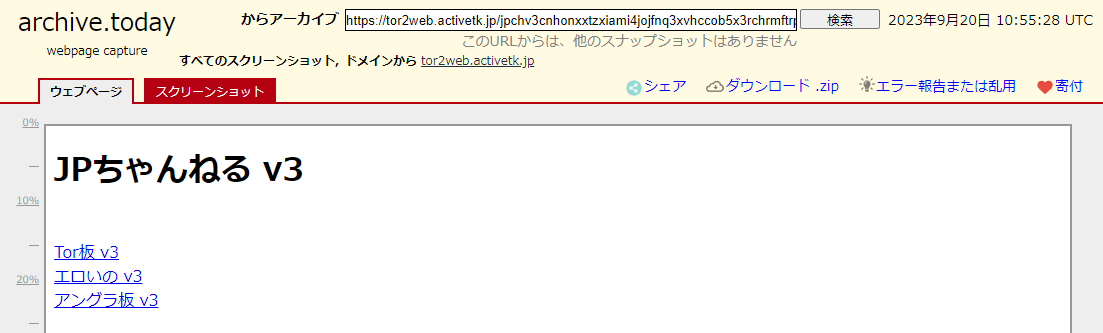 archive.today
webpage capture
からアーカイブ https://tor2web.activetk.jp/jpchv3cnhonxxtzxiami4jojfnq3xvhccob5x3rchrmftrp 検索 2023年9月20日 10:55:28 UTC
このURLからは、他のスナップショットはありません
すべてのスクリーンショット, ドメインから tor2web.activetk.jp
ウェブページ スクリーンショット シェア ダウンロード .zip エラー報告または乱用 寄付
0%
JPちゃんねる v3
10%
Tor板 v3
エロいの v3
20%
アングラ板 v3